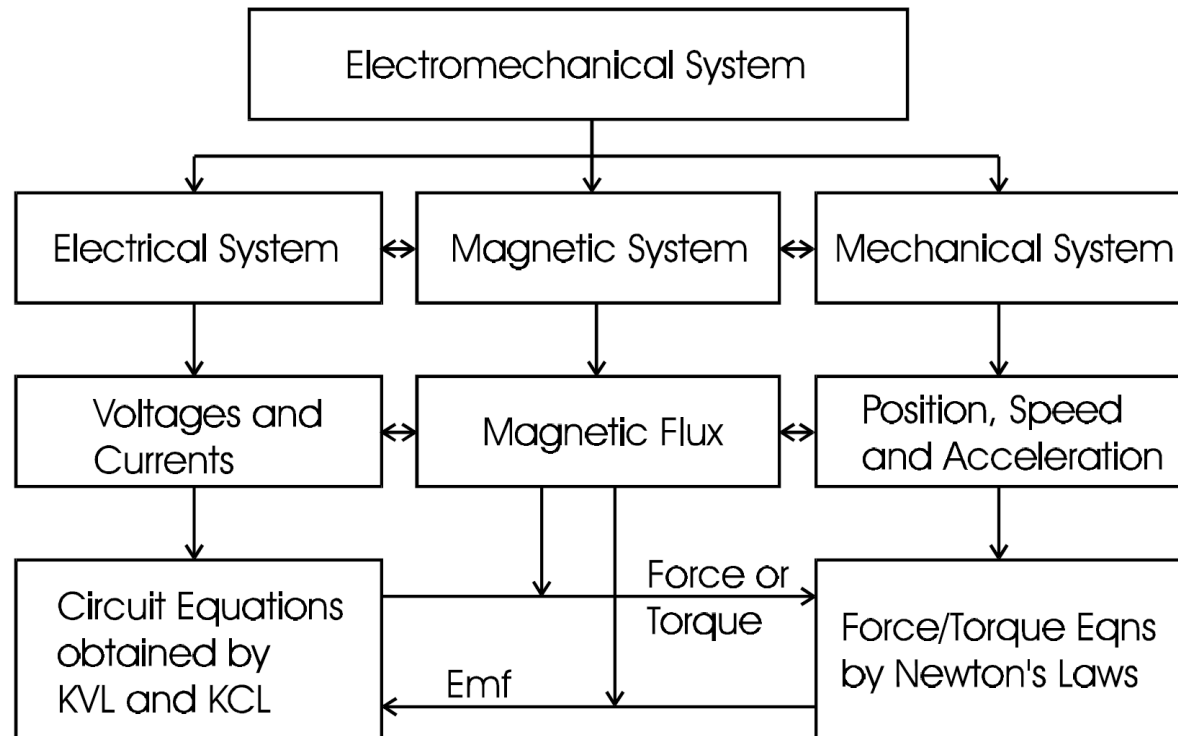 Electromechanical System
Electrical System
Magnetic System
Mechanical System
Voltages and
Currents
Magnetic Flux
Position, Speed
and Acceleration
Circuit Equations
obtained by
KVL and KCL
Force or
Torque
Emf
Force/Torque Eqns
by Newton's Laws